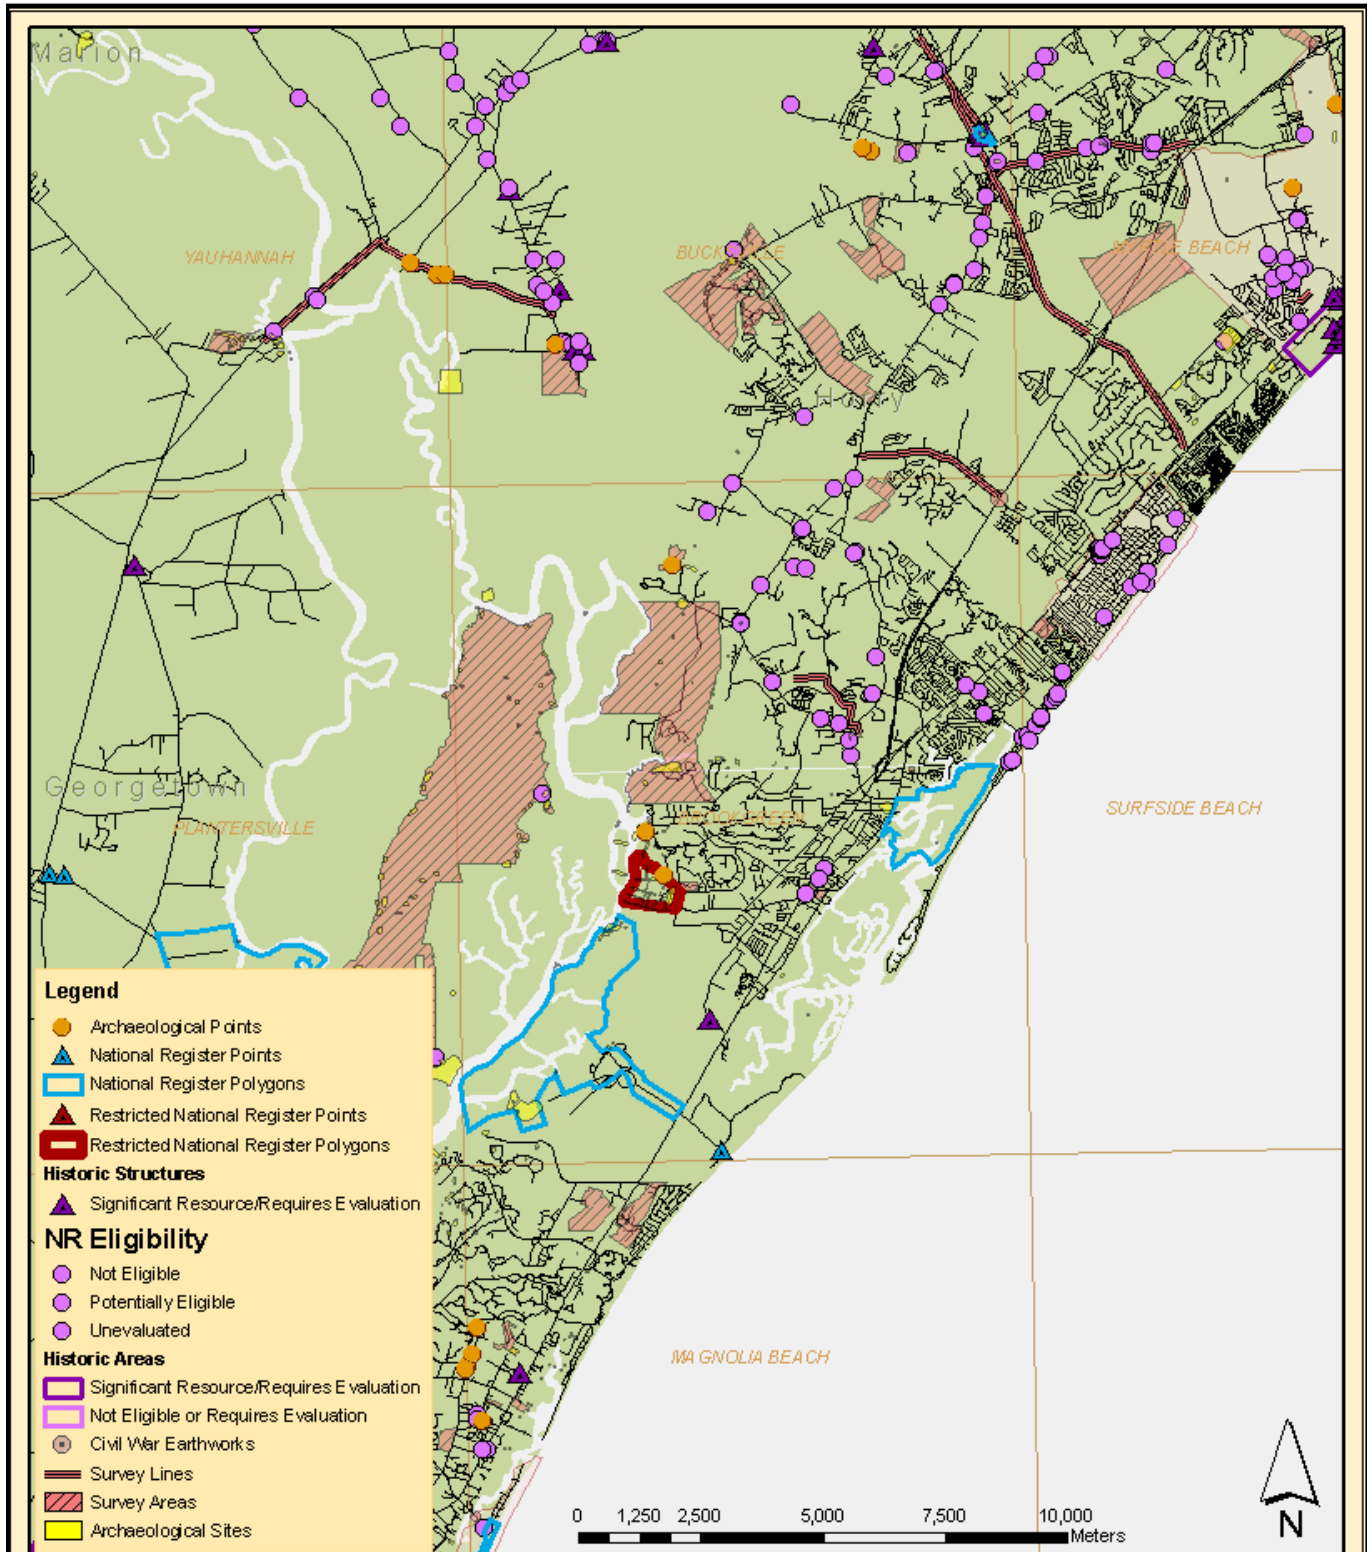 Marion
YAUHANNAH
BUCKSVILLE
MYRTLE BEACH
Horry
Georgetown
PLANTERSVILLE
BROOKGREEN
SURFSIDE BEACH
MAGNOLIA BEACH
Legend
Archaeological Points
National Register Points
National Register Polygons
Restricted National Register Points
Restricted National Register Polygons
Historic Structures
Significant Resource/Requires Evaluation
NR Eligibility
Not Eligible
Potentially Eligible
Unevaluated
Historic Areas
Significant Resource/Requires Evaluation
Not Eligible or Requires Evaluation
Civil War Earthworks
Survey Lines
Survey Areas
Archaeological Sites
0 1,250 2,500 5,000 7,500 10,000
Meters
N